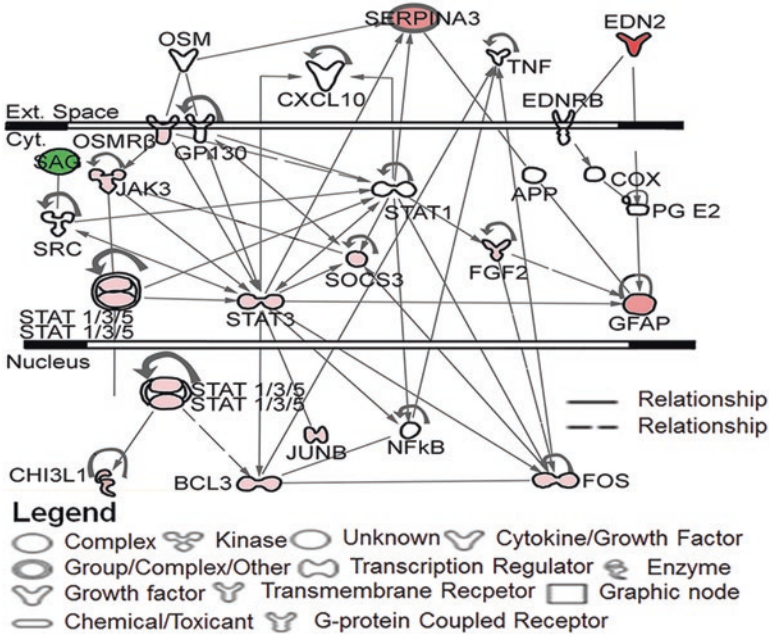 SERPINA3
EDN2
OSM
TNF
CXCL10
EDNRB
Ext. Space
Cyt.
OSMRβ
GP130
SAG
JAK3
COX
APP
STAT1
PG E2
SRC
SOCS3
FGF2
STAT 1/3/5
STAT 1/3/5
STAT3
GFAP
Nucleus
STAT 1/3/5
STAT 1/3/5
Relationship
Relationship
JUNB
NFkB
CHI3L1
BCL3
FOS
Legend
Complex Kinase Unknown Cytokine/Growth Factor
Group/Complex/Other Transcription Regulator Enzyme
Growth factor Transmembrane Recpetor Graphic node
Chemical/Toxicant G-protein Coupled Receptor